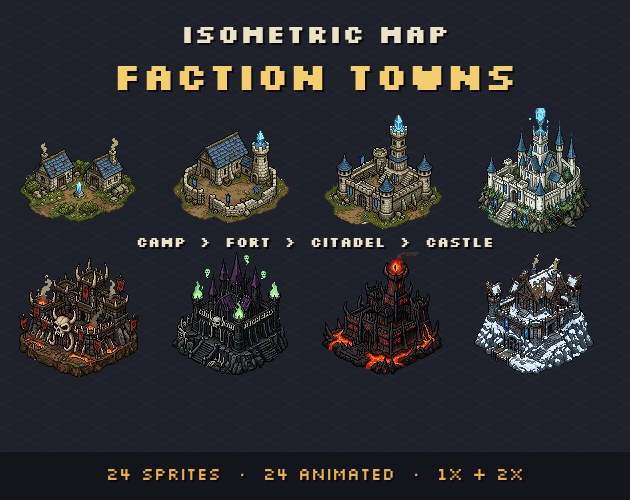 ISOMETRIC MAP
FACTION TOWNS
CAMP > FORT > CITADEL > CASTLE
24 SPRITES · 24 ANIMATED · 1X + 2X